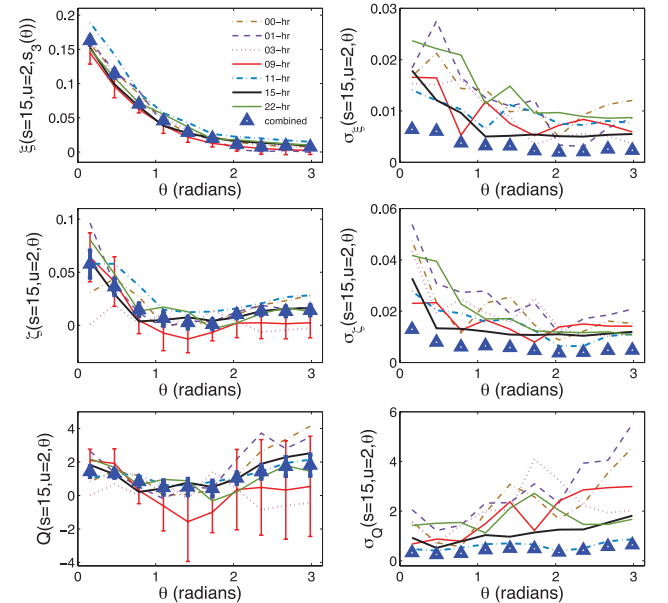 ξ(s=15,u=2,s₃(θ))
0.2
0.15
0.1
0.05
0
0 1 2 3
θ (radians)
00-hr
01-hr
03-hr
09-hr
11-hr
15-hr
22-hr
combined
σ_ξ(s=15,u=2,θ)
0.03
0.02
0.01
0
0 1 2 3
θ (radians)
ζ(s=15,u=2,θ)
0.1
0.05
0
0 1 2 3
θ (radians)
σ_ζ(s=15,u=2,θ)
0.06
0.04
0.02
0
0 1 2 3
θ (radians)
Q(s=15,u=2,θ)
4
2
0
-2
-4
0 1 2 3
θ (radians)
σ_Q(s=15,u=2,θ)
6
4
2
0
0 1 2 3
θ (radians)